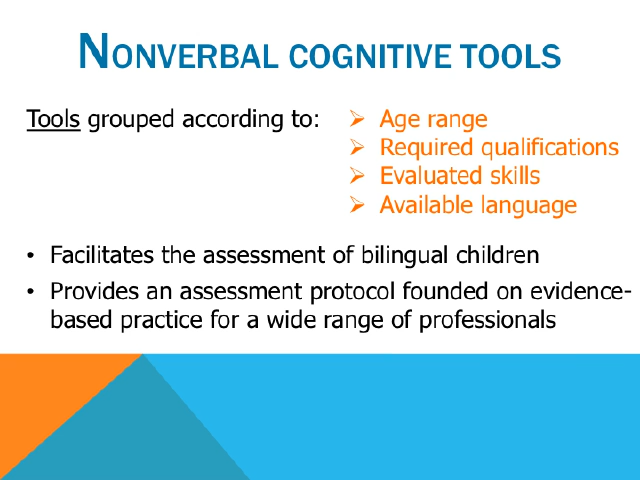 NONVERBAL COGNITIVE TOOLS
Tools grouped according to:
➢ Age range
➢ Required qualifications
➢ Evaluated skills
➢ Available language
• Facilitates the assessment of bilingual children
• Provides an assessment protocol founded on evidence-
based practice for a wide range of professionals